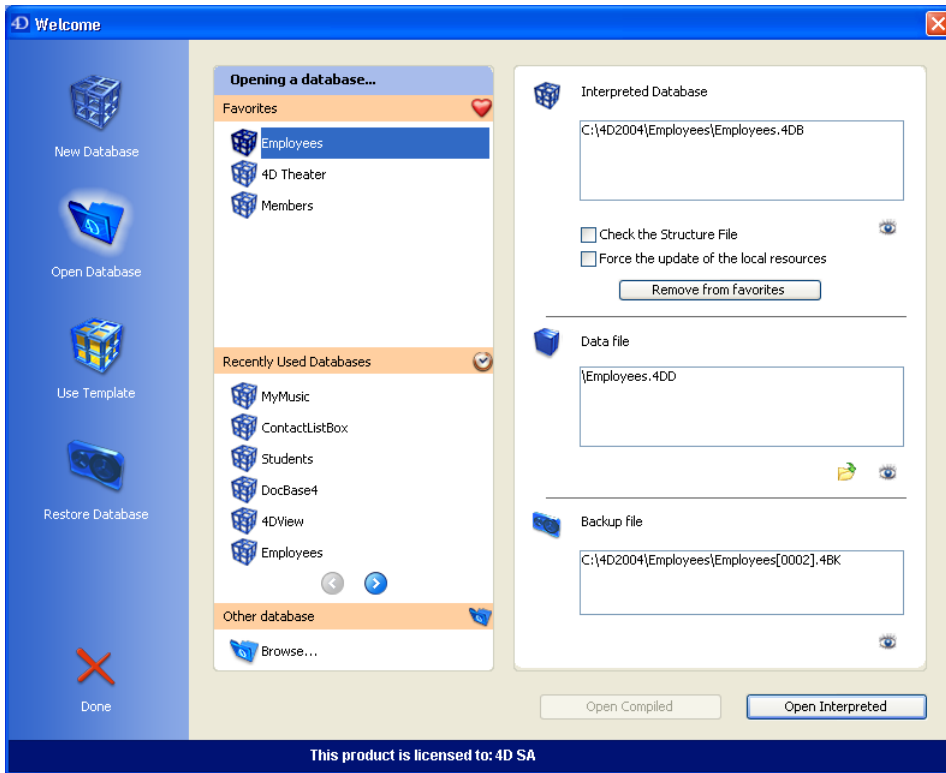 4D Welcome
New Database
Open Database
Use Template
Restore Database
Done
Opening a database...
Favorites
Employees
4D Theater
Members
Recently Used Databases
MyMusic
ContactListBox
Students
DocBase4
4DView
Employees
Other database
Browse...
Interpreted Database
C:\4D2004\Employees\Employees.4DB
Check the Structure File
Force the update of the local resources
Remove from favorites
Data file
\Employees.4DD
Backup file
C:\4D2004\Employees\Employees[0002].4BK
Open Compiled
Open Interpreted
This product is licensed to: 4D SA